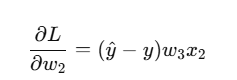 ∂L/∂w₂ = (ŷ − y)w₃x₂